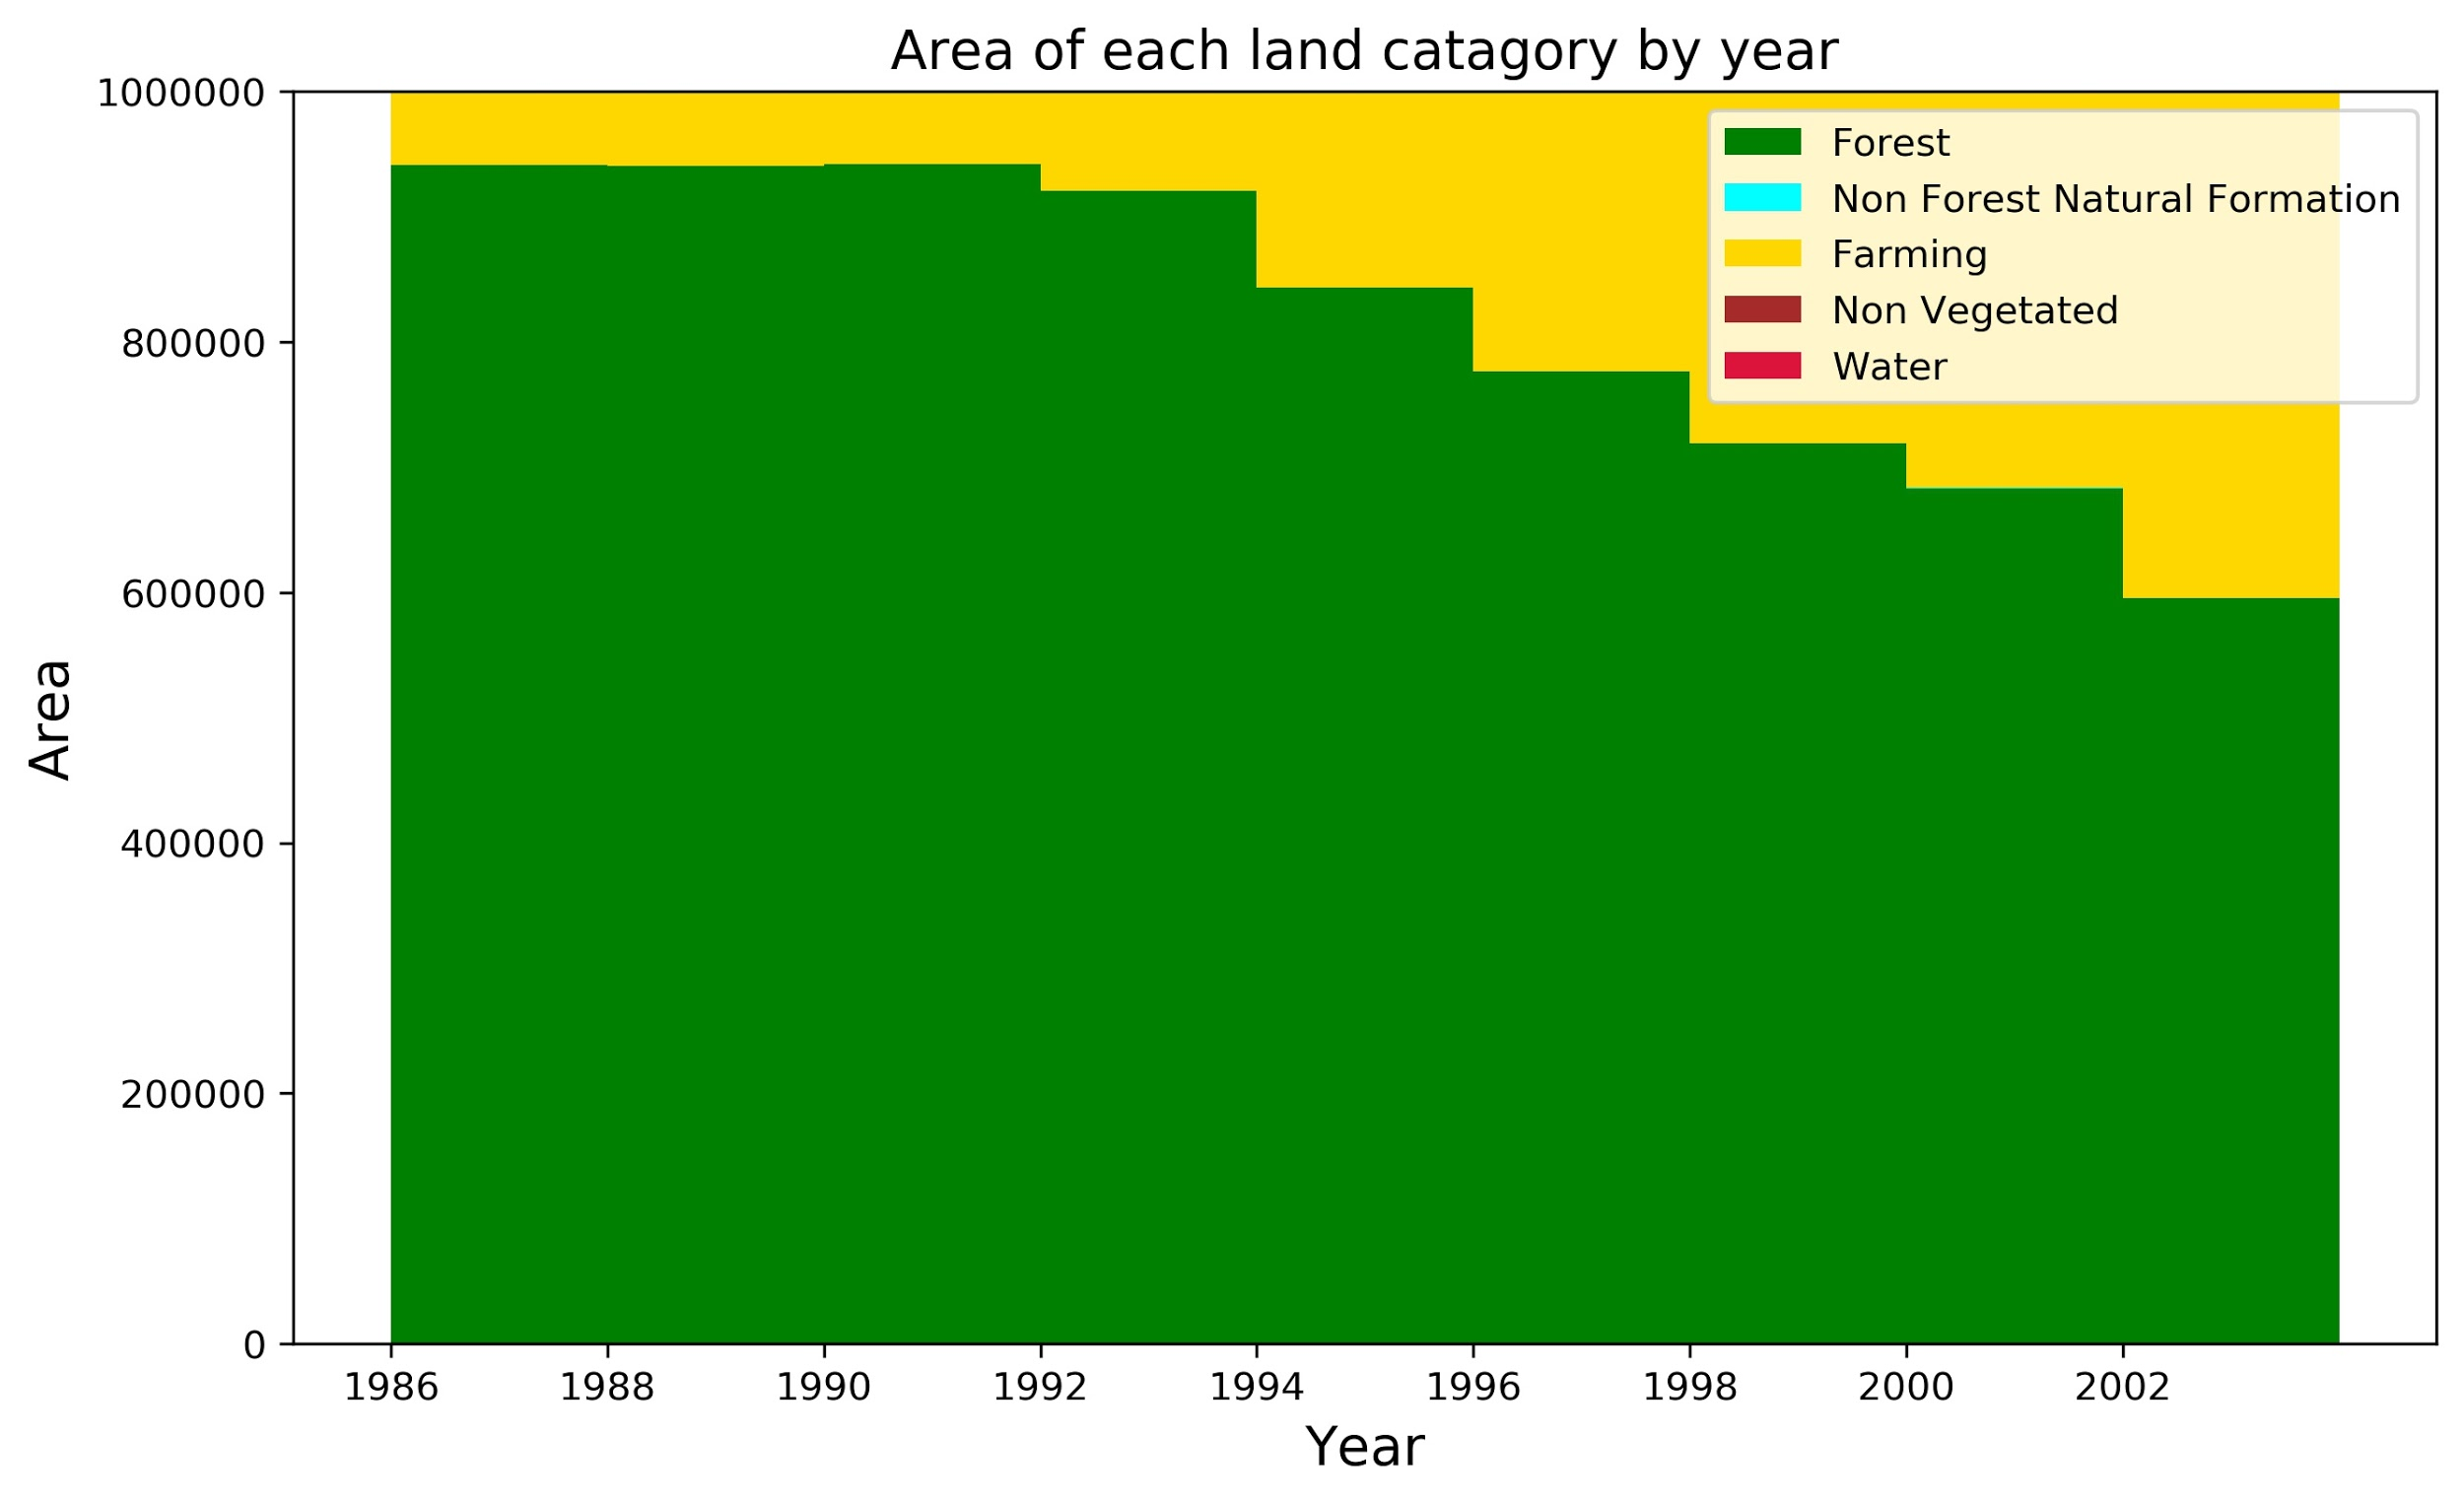 Area of each land catagory by year
1000000
800000
600000
400000
200000
0
Area
Forest
Non Forest Natural Formation
Farming
Non Vegetated
Water
1986 1988 1990 1992 1994 1996 1998 2000 2002
Year